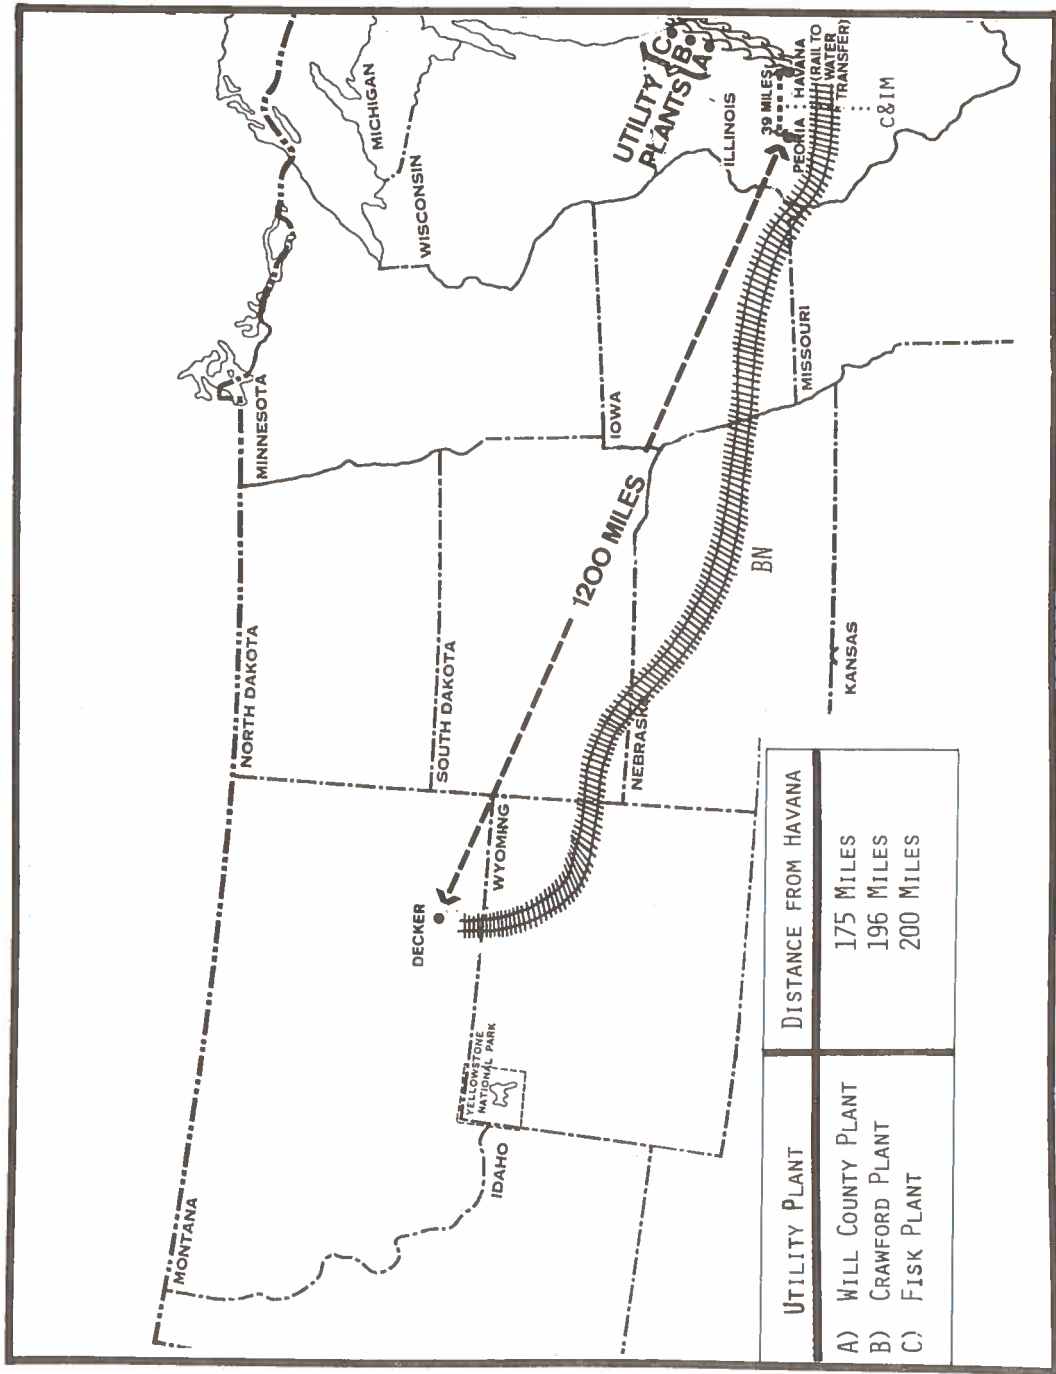 MONTANA
NORTH DAKOTA
MINNESOTA
MICHIGAN
WISCONSIN
DECKER
SOUTH DAKOTA
YELLOWSTONE
NATIONAL PARK
IDAHO
WYOMING
1200 MILES
IOWA
UTILITY
PLANTS
C
B
A
ILLINOIS
39 MILES
PEORIA
HAVANA
(RAIL TO
WATER
TRANSFER)
C&IM
NEBRASKA
BN
MISSOURI
KANSAS
UTILITY PLANT DISTANCE FROM HAVANA
A) WILL COUNTY PLANT 175 MILES
B) CRAWFORD PLANT 196 MILES
C) FISK PLANT 200 MILES